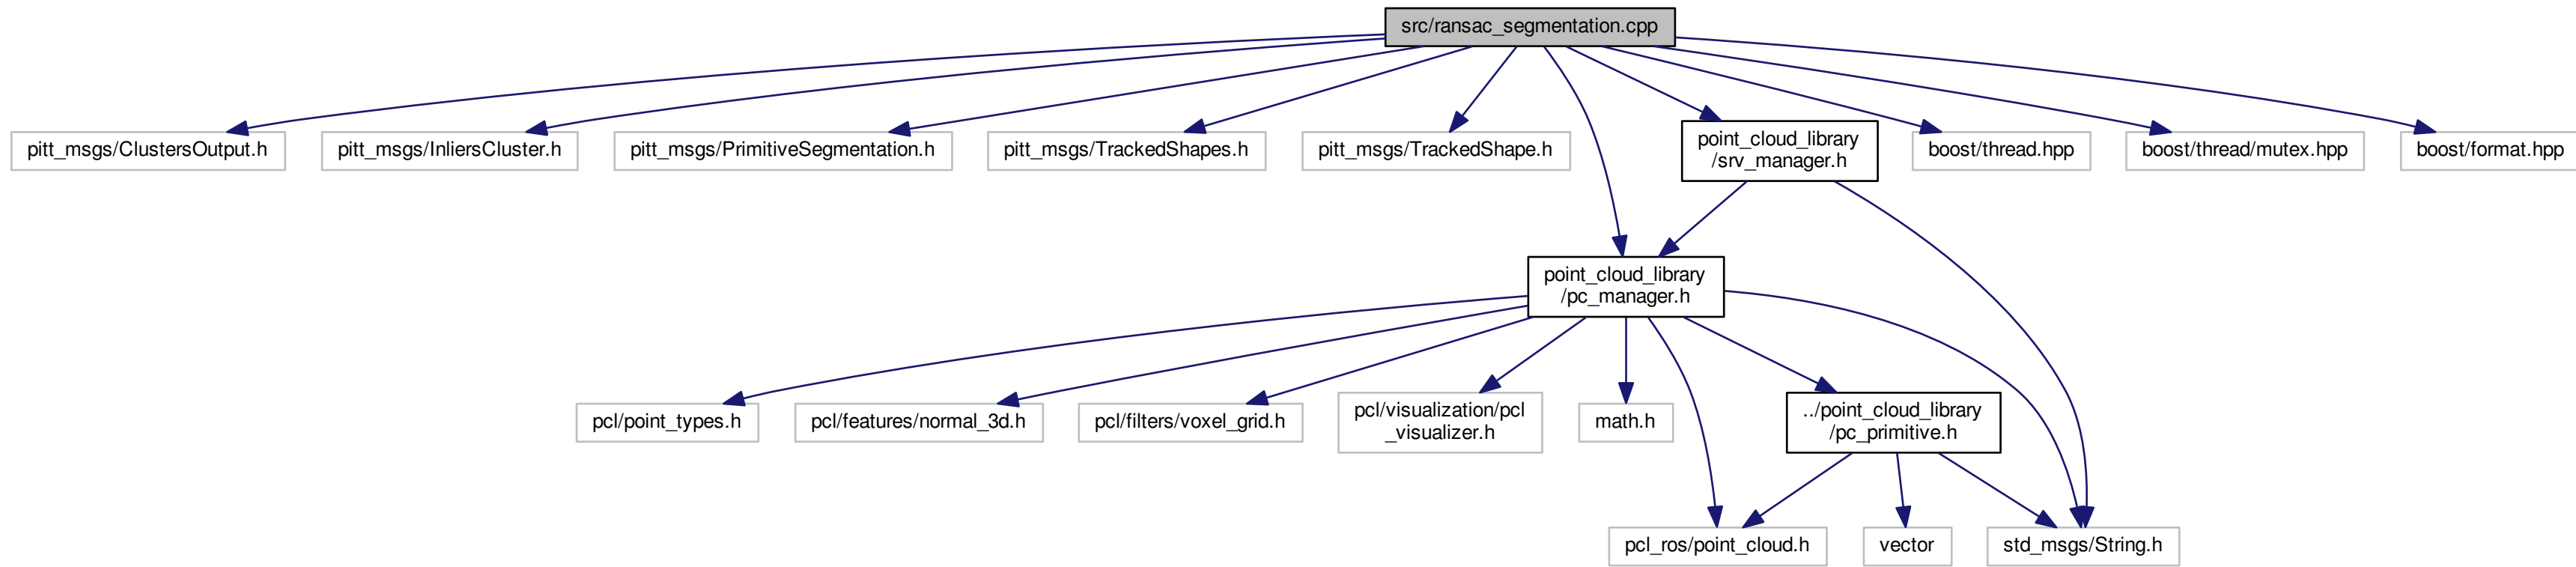 src/ransac_segmentation.cpp
pitt_msgs/ClustersOutput.h
pitt_msgs/InliersCluster.h
pitt_msgs/PrimitiveSegmentation.h
pitt_msgs/TrackedShapes.h
pitt_msgs/TrackedShape.h
point_cloud_library
/srv_manager.h
boost/thread.hpp
boost/thread/mutex.hpp
boost/format.hpp
point_cloud_library
/pc_manager.h
pcl/point_types.h
pcl/features/normal_3d.h
pcl/filters/voxel_grid.h
pcl/visualization/pcl
_visualizer.h
math.h
../point_cloud_library
/pc_primitive.h
pcl_ros/point_cloud.h
vector
std_msgs/String.h